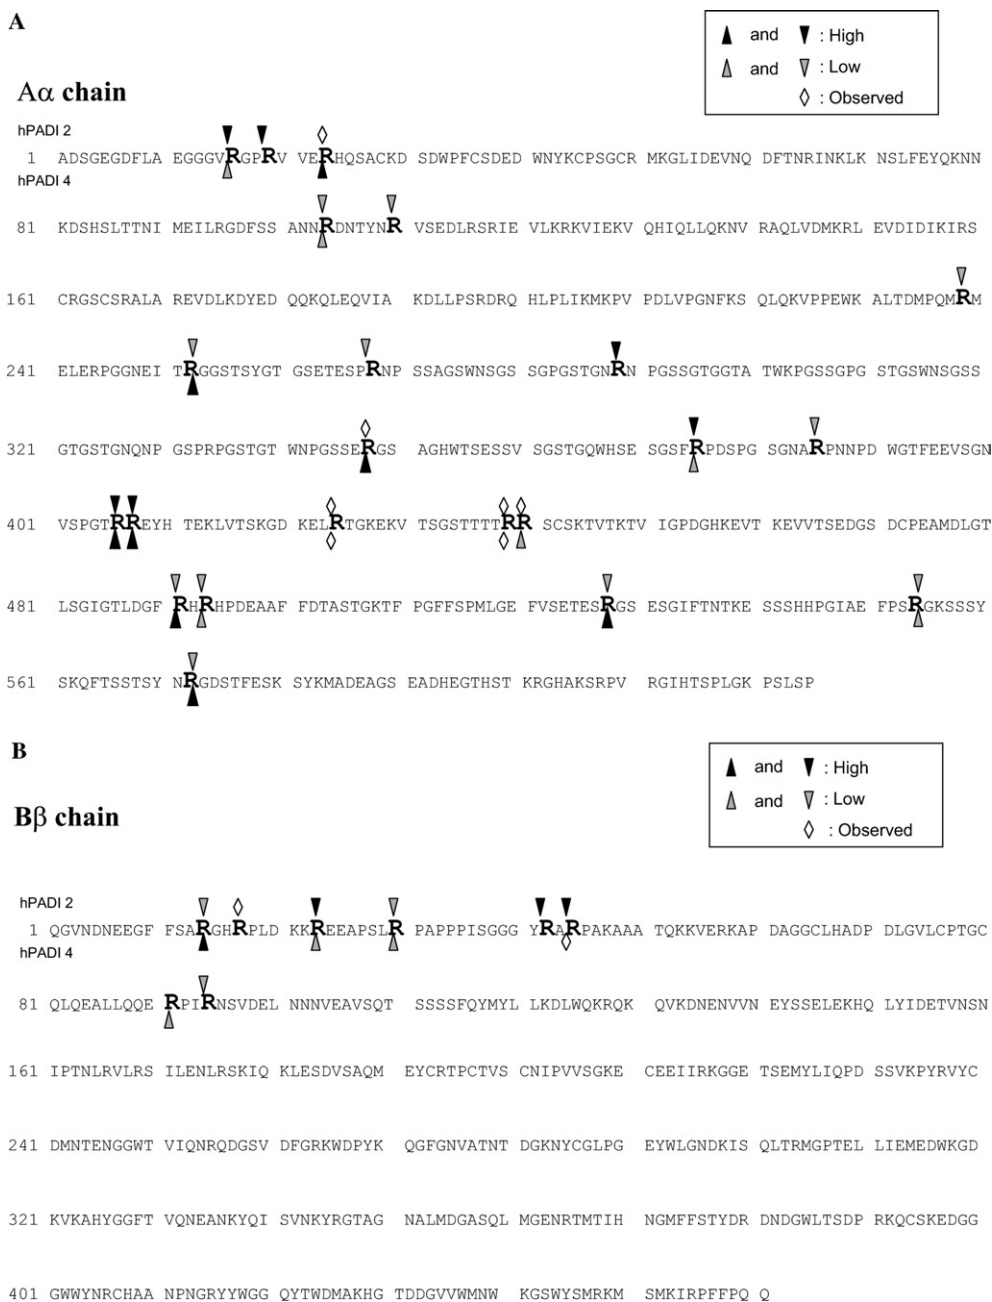 A
and : High
and : Low
: Observed
Aα chain
hPADI 2
1 ADSGEGDFLA EGGGVRGPRV VERHQSACKD SDWPFCSDED WNYKCPSGCR MKGLIDEVNQ DFTNRINKLK NSLFEYQKNN
hPADI 4
81 KDSHSLTTNI MEILRGDFSS ANNRDNTYNR VSEDLRSRIE VLKRKVIEKV QHIQLLQKNV RAQLVDMKRL EVDIDIKIRS
161 CRGSCSRALA REVDLKDYED QQKQLEQVIA KDLLPSRDRQ HLPLIKMKPV PDLVPGNFKS QLQKVPPEWK ALTDMPQMRM
241 ELERPGGNEI TRGGSTSYGT GSETESPRNP SSAGSWNSGS SGPGSTGNRN PGSSGTGGTA TWKPGSSGPG STGSWNSGSS
321 GTGSTGNQNP GSPRPGSTGT WNPGSSERGS AGHWTSESSV SGSTGQWHSE SGSFRPDSPG SGNARPNNPD WGTFEEVSGN
401 VSPGTRREYH TEKLVTSKGD KELRTGKEKV TSGSTTTTRR SCSKTVTKTV IGPDGHKEVT KEVVTSEDGS DCPEAMDLGT
481 LSGIGTLDGF RHRHPDEAAF FDTASTGKTF PGFFSPMLGE FVSETESRGS ESGIFTNTKE SSSHHPGIAE FPSRGKSSSY
561 SKQFTSSTSY NRGDSTFESK SYKMADEAGS EADHEGTHST KRGHAKSRPV RGIHTSPLGK PSLSP
B
and : High
and : Low
: Observed
Bβ chain
hPADI 2
1 QGVNDNEEGF FSARGHRPLD KKREEAPSLR PAPPPISGGG YRARPAKAAA TQKKVERKAP DAGGCLHADP DLGVLCPTGC
hPADI 4
81 QLQEALLQQE RPIRNSVDEL NNNVEAVSQT SSSSFQYMYL LKDLWQKRQK QVKDNENVVN EYSSELEKHQ LYIDETVNSN
161 IPTNLRVLRS ILENLRSKIQ KLESDVSAQM EYCRTPCTVS CNIPVVSGKE CEEIIRKGGE TSEMYLIQPD SSVKPYRVYC
241 DMNTENGGWT VIQNRQDGSV DFGRKWDPYK QGFGNVATNT DGKNYCGLPG EYWLGNDKIS QLTRMGPTEL LIEMEDWKGD
321 KVKAHYGGFT VQNEANKYQI SVNKYRGTAG NALMDGASQL MGENRTMTIH NGMFFSTYDR DNDGWLTSDP RKQCSKEDGG
401 GWWYNRCHAA NPNGRYYWGG QYTWDMAKHG TDDGVVWMNW KGSWYSMRKM SMKIRPFFPQ Q